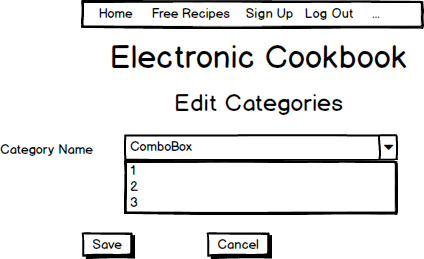 Home Free Recipes Sign Up Log Out ...
Electronic Cookbook
Edit Categories
Category Name ComboBox
1
2
3
Save Cancel